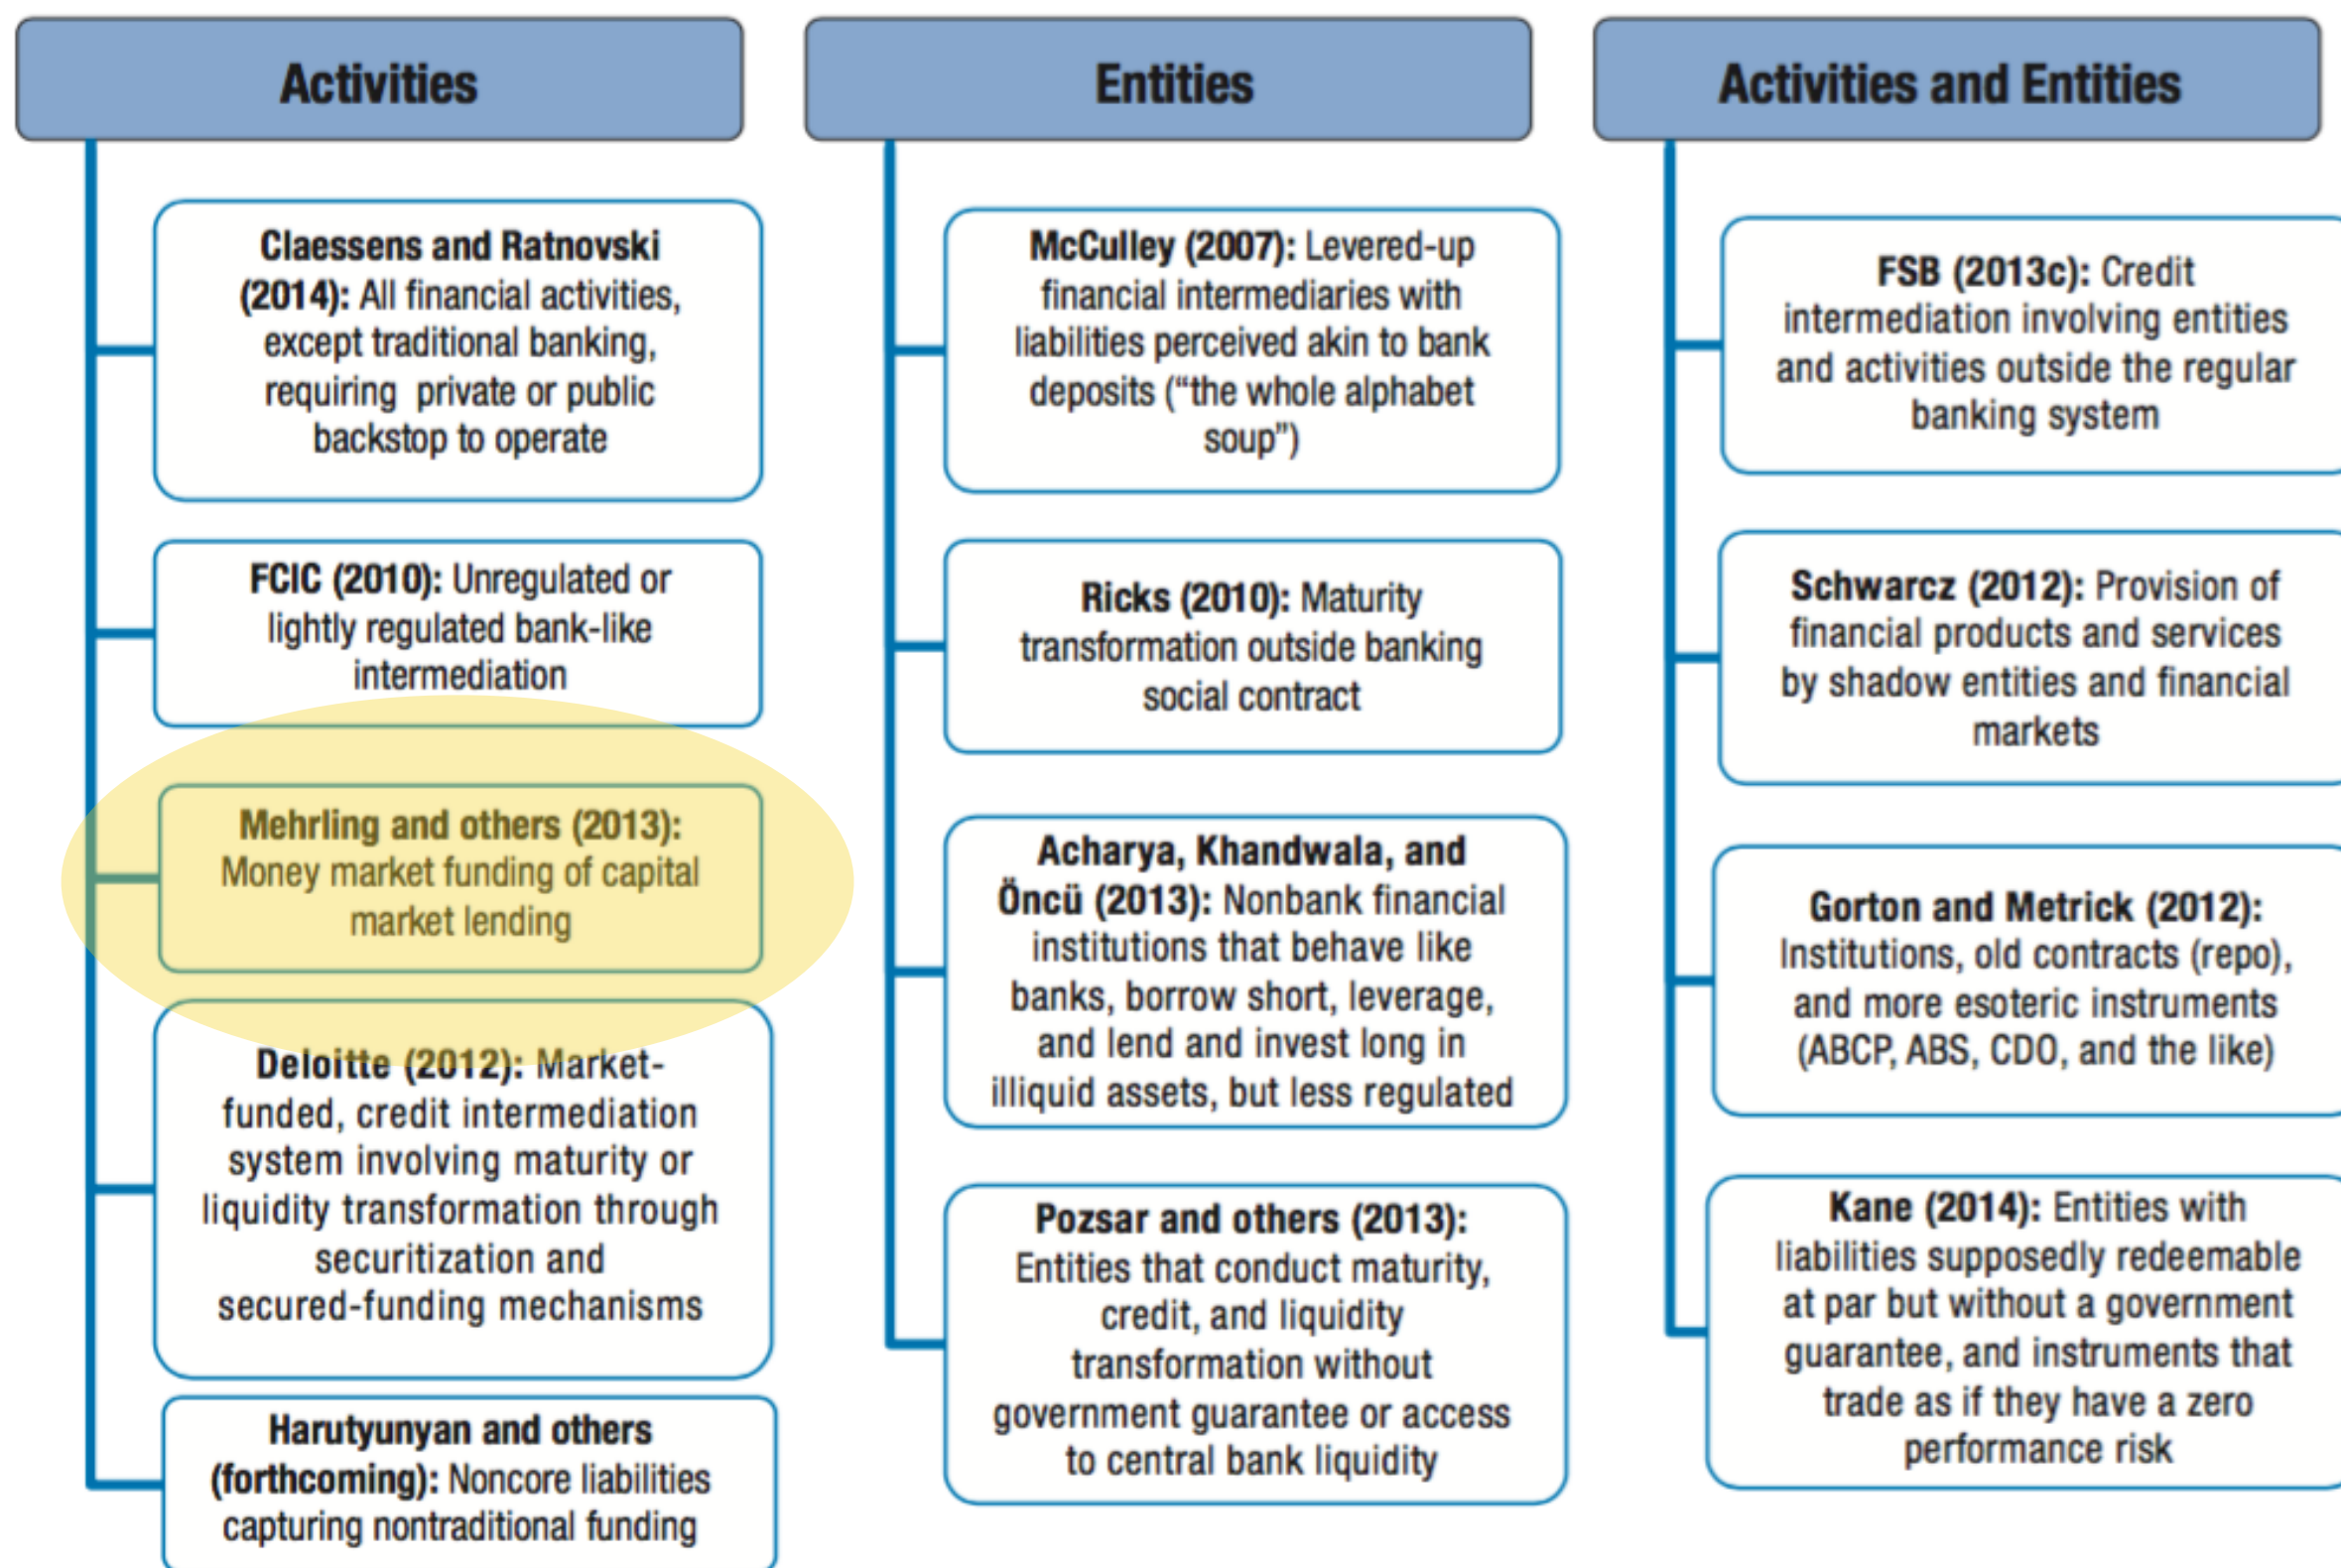 Activities
Claessens and Ratnovski
(2014): All financial activities,
except traditional banking,
requiring private or public
backstop to operate
FCIC (2010): Unregulated or
lightly regulated bank-like
intermediation
Mehrling and others (2013):
Money market funding of capital
market lending
Deloitte (2012): Market-
funded, credit intermediation
system involving maturity or
liquidity transformation through
securitization and
secured-funding mechanisms
Harutyunyan and others
(forthcoming): Noncore liabilities
capturing nontraditional funding
Entities
McCulley (2007): Levered-up
financial intermediaries with
liabilities perceived akin to bank
deposits (“the whole alphabet
soup”)
Ricks (2010): Maturity
transformation outside banking
social contract
Acharya, Khandwala, and
Öncü (2013): Nonbank financial
institutions that behave like
banks, borrow short, leverage,
and lend and invest long in
illiquid assets, but less regulated
Pozsar and others (2013):
Entities that conduct maturity,
credit, and liquidity
transformation without
government guarantee or access
to central bank liquidity
Activities and Entities
FSB (2013c): Credit
intermediation involving entities
and activities outside the regular
banking system
Schwarcz (2012): Provision of
financial products and services
by shadow entities and financial
markets
Gorton and Metrick (2012):
Institutions, old contracts (repo),
and more esoteric instruments
(ABCP, ABS, CDO, and the like)
Kane (2014): Entities with
liabilities supposedly redeemable
at par but without a government
guarantee, and instruments that
trade as if they have a zero
performance risk